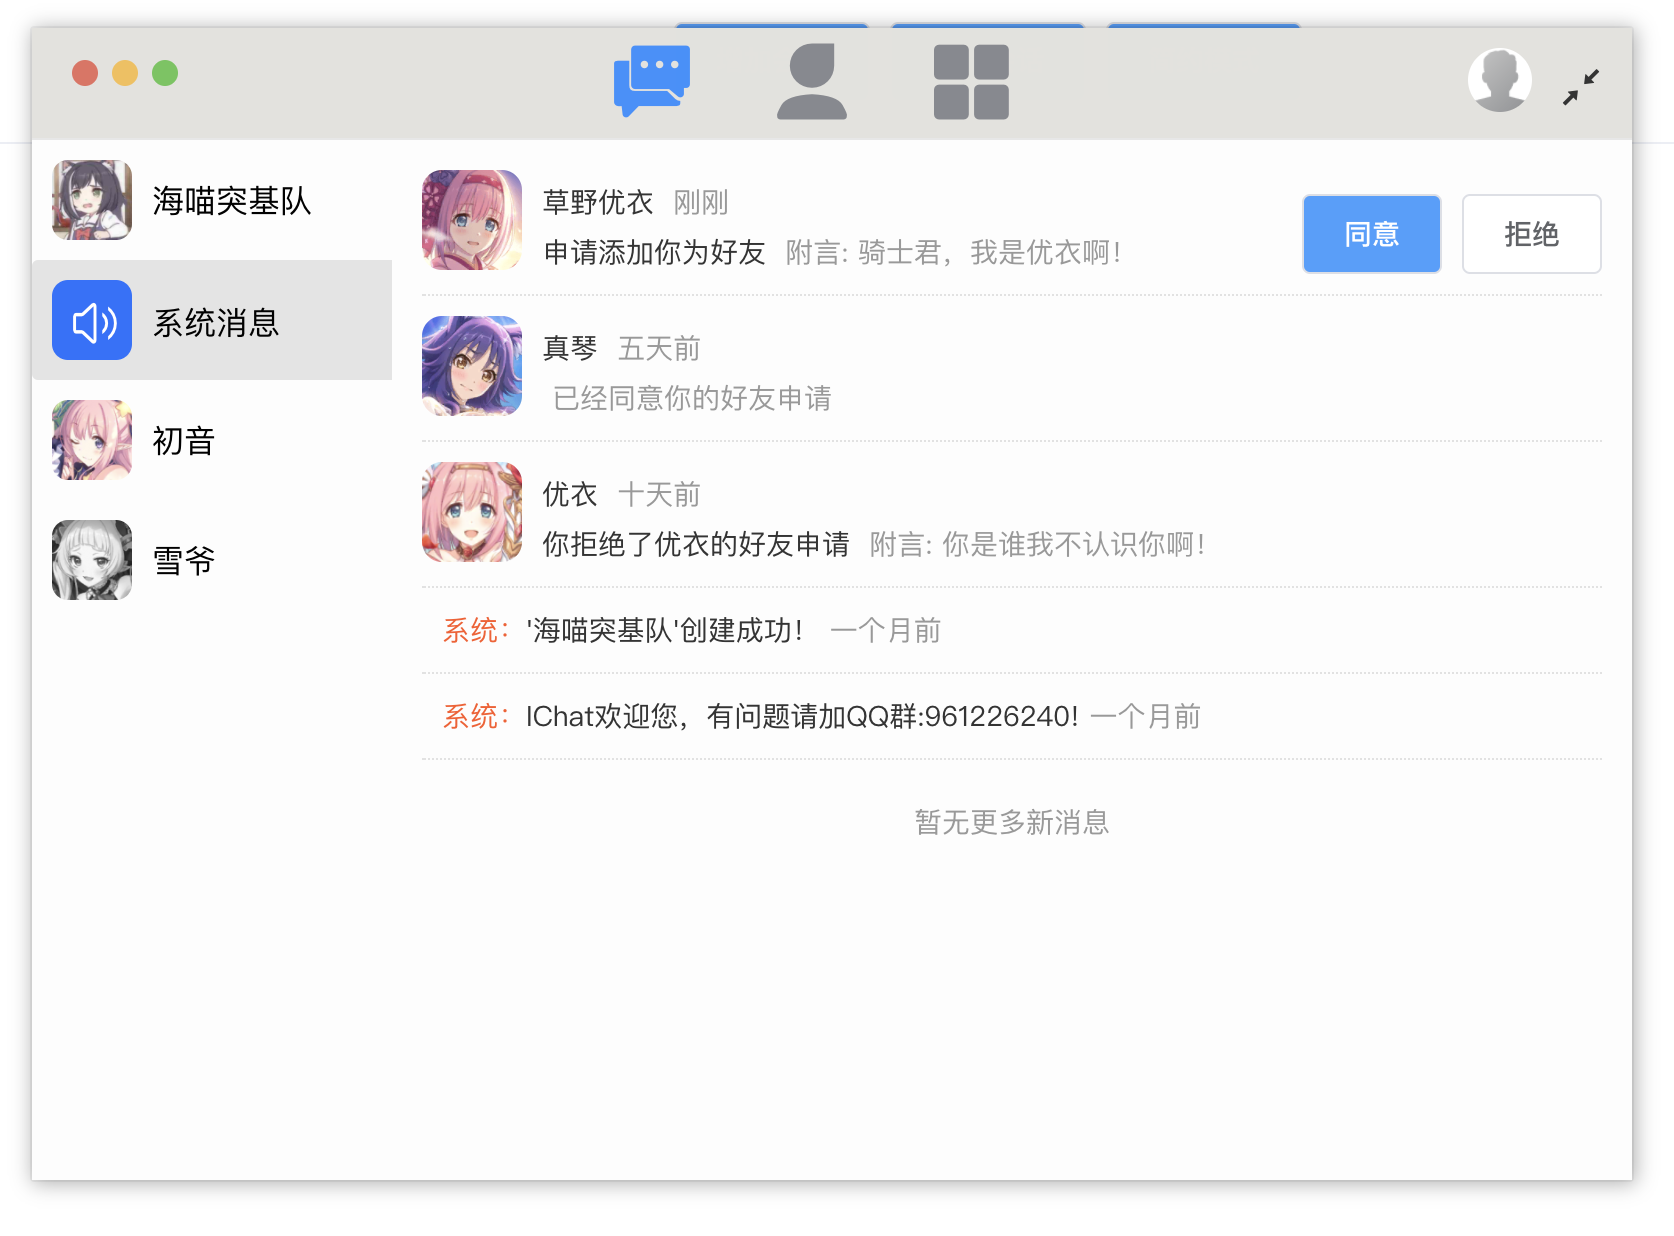 海喵突基队
系统消息
初音
雪爷
草野优衣 刚刚
申请添加你为好友 附言: 骑士君，我是优衣啊！
同意 拒绝
真琴 五天前
已经同意你的好友申请
优衣 十天前
你拒绝了优衣的好友申请 附言: 你是谁我不认识你啊！
系统： '海喵突基队'创建成功！ 一个月前
系统： IChat欢迎您，有问题请加QQ群:961226240! 一个月前
暂无更多新消息